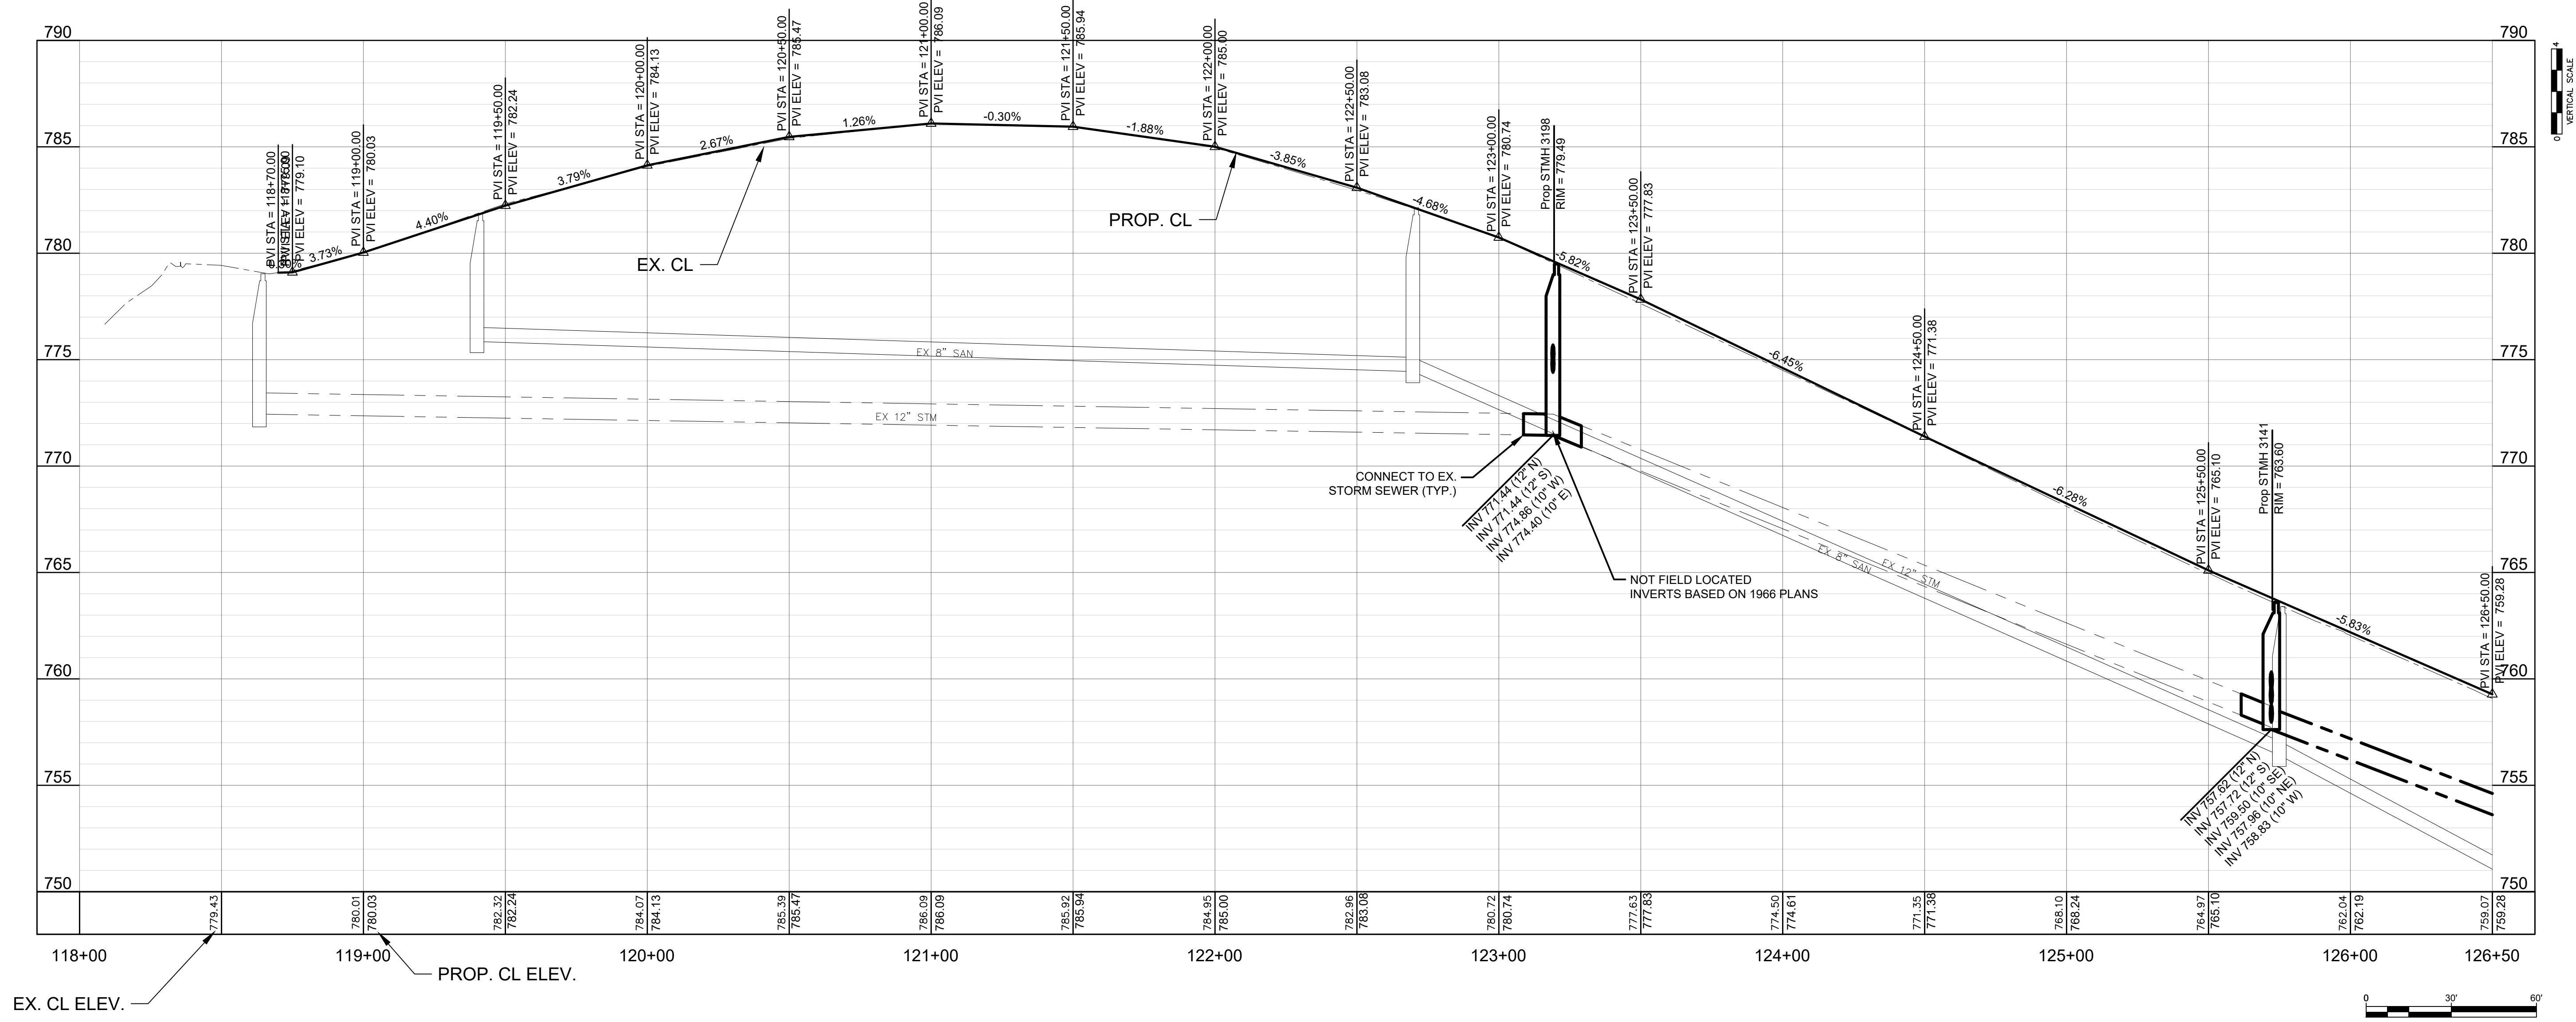 790
785
780
775
770
765
760
755
750
790
785
780
775
770
765
760
755
750
PVI STA = 118+70.00
PVI ELEV = 779.10
PVI STA = 119+00.00
PVI ELEV = 780.03
PVI STA = 119+50.00
PVI ELEV = 782.24
PVI STA = 120+00.00
PVI ELEV = 784.13
PVI STA = 120+50.00
PVI ELEV = 785.47
PVI STA = 121+00.00
PVI ELEV = 786.09
PVI STA = 121+50.00
PVI ELEV = 785.94
PVI STA = 122+00.00
PVI ELEV = 785.00
PVI STA = 122+50.00
PVI ELEV = 783.08
PVI STA = 123+00.00
PVI ELEV = 780.74
Prop STMH 3198
RIM = 779.49
PVI STA = 123+50.00
PVI ELEV = 777.83
PVI STA = 124+50.00
PVI ELEV = 771.38
PVI STA = 125+50.00
PVI ELEV = 765.10
Prop STMH 3141
RIM = 763.60
PVI STA = 126+50.00
PVI ELEV = 759.28
3.73%
4.40%
3.79%
2.67%
1.26%
-0.30%
-1.88%
-3.85%
-4.68%
-5.82%
-6.45%
-6.28%
-5.83%
EX. CL
PROP. CL
EX 8" SAN
EX 12" STM
CONNECT TO EX.
STORM SEWER (TYP.)
INV 771.44 (12" N)
INV 771.44 (12" S)
INV 774.86 (10" W)
INV 774.40 (10" E)
NOT FIELD LOCATED
INVERTS BASED ON 1966 PLANS
EX 8" SAN
EX 12" STM
INV 757.62 (12" N)
INV 757.72 (12" S)
INV 759.50 (10" SE)
INV 757.96 (10" NE)
INV 758.83 (10" W)
779.43
780.01
780.03
782.32
782.24
784.07
784.13
785.39
785.47
786.09
786.09
785.92
785.94
784.95
785.00
782.96
783.08
780.72
780.74
777.63
777.83
774.50
774.61
771.35
771.38
768.10
768.24
764.97
765.10
762.04
762.19
759.07
759.28
118+00
119+00
120+00
121+00
122+00
123+00
124+00
125+00
126+00
126+50
EX. CL ELEV.
PROP. CL ELEV.
0
4
VERTICAL SCALE
0
30'
60'